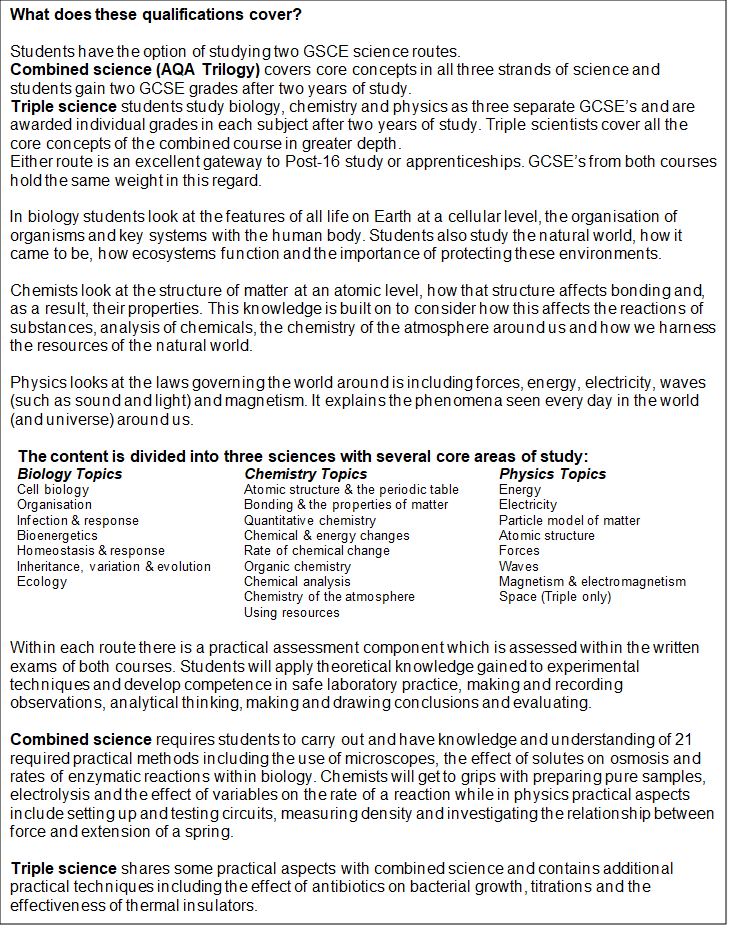 What does these qualifications cover?
Students have the option of studying two GSCE science routes.
Combined science (AQA Trilogy) covers core concepts in all three strands of science and
students gain two GCSE grades after two years of study.
Triple science students study biology, chemistry and physics as three separate GCSE's and are
awarded individual grades in each subject after two years of study. Triple scientists cover all the
core concepts of the combined course in greater depth.
Either route is an excellent gateway to Post-16 study or apprenticeships. GCSE's from both courses
hold the same weight in this regard.
In biology students look at the features of all life on Earth at a cellular level, the organisation of
organisms and key systems with the human body. Students also study the natural world, how it
came to be, how ecosystems function and the importance of protecting these environments.
Chemists look at the structure of matter at an atomic level, how that structure affects bonding and,
as a result, their properties. This knowledge is built on to consider how this affects the reactions of
substances, analysis of chemicals, the chemistry of the atmosphere around us and how we harness
the resources of the natural world.
Physics looks at the laws governing the world around is including forces, energy, electricity, waves
(such as sound and light) and magnetism. It explains the phenomena seen every day in the world
(and universe) around us.
The content is divided into three sciences with several core areas of study:
Biology Topics
Cell biology
Organisation
Infection & response
Bioenergetics
Homeostasis & response
Inheritance, variation & evolution
Ecology
Chemistry Topics
Atomic structure & the periodic table
Bonding & the properties of matter
Quantitative chemistry
Chemical & energy changes
Rate of chemical change
Organic chemistry
Chemical analysis
Chemistry of the atmosphere
Using resources
Physics Topics
Energy
Electricity
Particle model of matter
Atomic structure
Forces
Waves
Magnetism & electromagnetism
Space (Triple only)
Within each route there is a practical assessment component which is assessed within the written
exams of both courses. Students will apply theoretical knowledge gained to experimental
techniques and develop competence in safe laboratory practice, making and recording
observations, analytical thinking, making and drawing conclusions and evaluating.
Combined science requires students to carry out and have knowledge and understanding of 21
required practical methods including the use of microscopes, the effect of solutes on osmosis and
rates of enzymatic reactions within biology. Chemists will get to grips with preparing pure samples,
electrolysis and the effect of variables on the rate of a reaction while in physics practical aspects
include setting up and testing circuits, measuring density and investigating the relationship between
force and extension of a spring.
Triple science shares some practical aspects with combined science and contains additional
practical techniques including the effect of antibiotics on bacterial growth, titrations and the
effectiveness of thermal insulators.